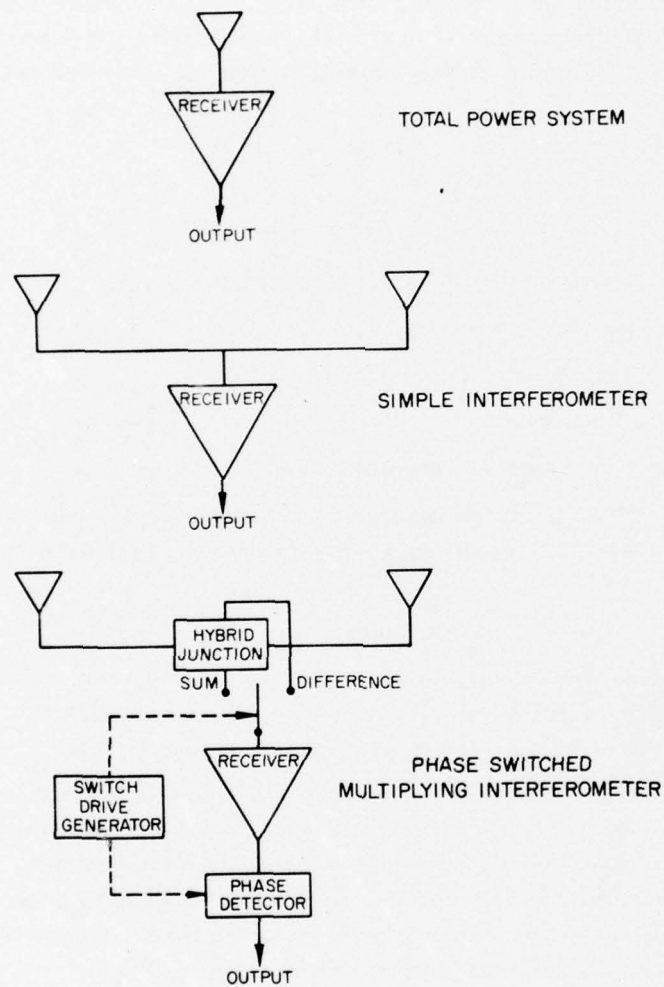 RECEIVER
TOTAL POWER SYSTEM
OUTPUT
RECEIVER
SIMPLE INTERFEROMETER
OUTPUT
HYBRID
JUNCTION
SUM
DIFFERENCE
RECEIVER
PHASE SWITCHED
MULTIPLYING INTERFEROMETER
SWITCH
DRIVE
GENERATOR
PHASE
DETECTOR
OUTPUT